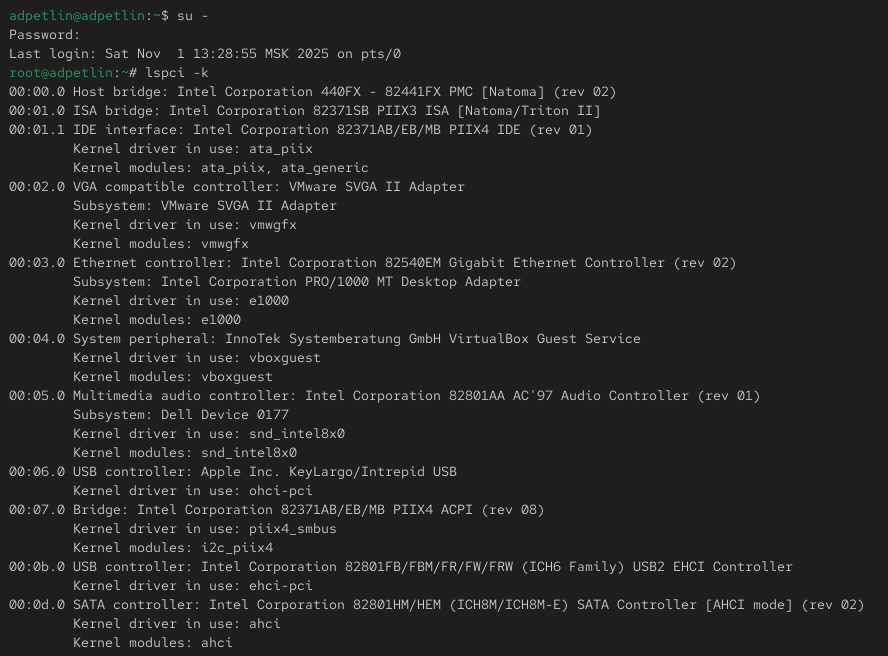 adpetlin@adpetlin:~$ su -
Password:
Last login: Sat Nov  1 13:28:55 MSK 2025 on pts/0
root@adpetlin:~# lspci -k
00:00.0 Host bridge: Intel Corporation 440FX - 82441FX PMC [Natoma] (rev 02)
00:01.0 ISA bridge: Intel Corporation 82371SB PIIX3 ISA [Natoma/Triton II]
00:01.1 IDE interface: Intel Corporation 82371AB/EB/MB PIIX4 IDE (rev 01)
        Kernel driver in use: ata_piix
        Kernel modules: ata_piix, ata_generic
00:02.0 VGA compatible controller: VMware SVGA II Adapter
        Subsystem: VMware SVGA II Adapter
        Kernel driver in use: vmwgfx
        Kernel modules: vmwgfx
00:03.0 Ethernet controller: Intel Corporation 82540EM Gigabit Ethernet Controller (rev 02)
        Subsystem: Intel Corporation PRO/1000 MT Desktop Adapter
        Kernel driver in use: e1000
        Kernel modules: e1000
00:04.0 System peripheral: InnoTek Systemberatung GmbH VirtualBox Guest Service
        Kernel driver in use: vboxguest
        Kernel modules: vboxguest
00:05.0 Multimedia audio controller: Intel Corporation 82801AA AC'97 Audio Controller (rev 01)
        Subsystem: Dell Device 0177
        Kernel driver in use: snd_intel8x0
        Kernel modules: snd_intel8x0
00:06.0 USB controller: Apple Inc. KeyLargo/Intrepid USB
        Kernel driver in use: ohci-pci
00:07.0 Bridge: Intel Corporation 82371AB/EB/MB PIIX4 ACPI (rev 08)
        Kernel driver in use: piix4_smbus
        Kernel modules: i2c_piix4
00:0b.0 USB controller: Intel Corporation 82801FB/FBM/FR/FW/FRW (ICH6 Family) USB2 EHCI Controller
        Kernel driver in use: ehci-pci
00:0d.0 SATA controller: Intel Corporation 82801HM/HEM (ICH8M/ICH8M-E) SATA Controller [AHCI mode] (rev 02)
        Kernel driver in use: ahci
        Kernel modules: ahci